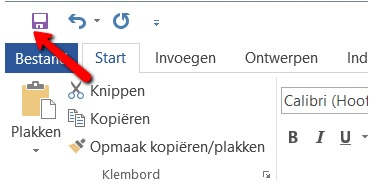 Bestand Start Invoegen Ontwerpen Ind
Knippen
Kopiëren
Plakken
Opmaak kopiëren/plakken
Klembord
Calibri (Hoof
B I U